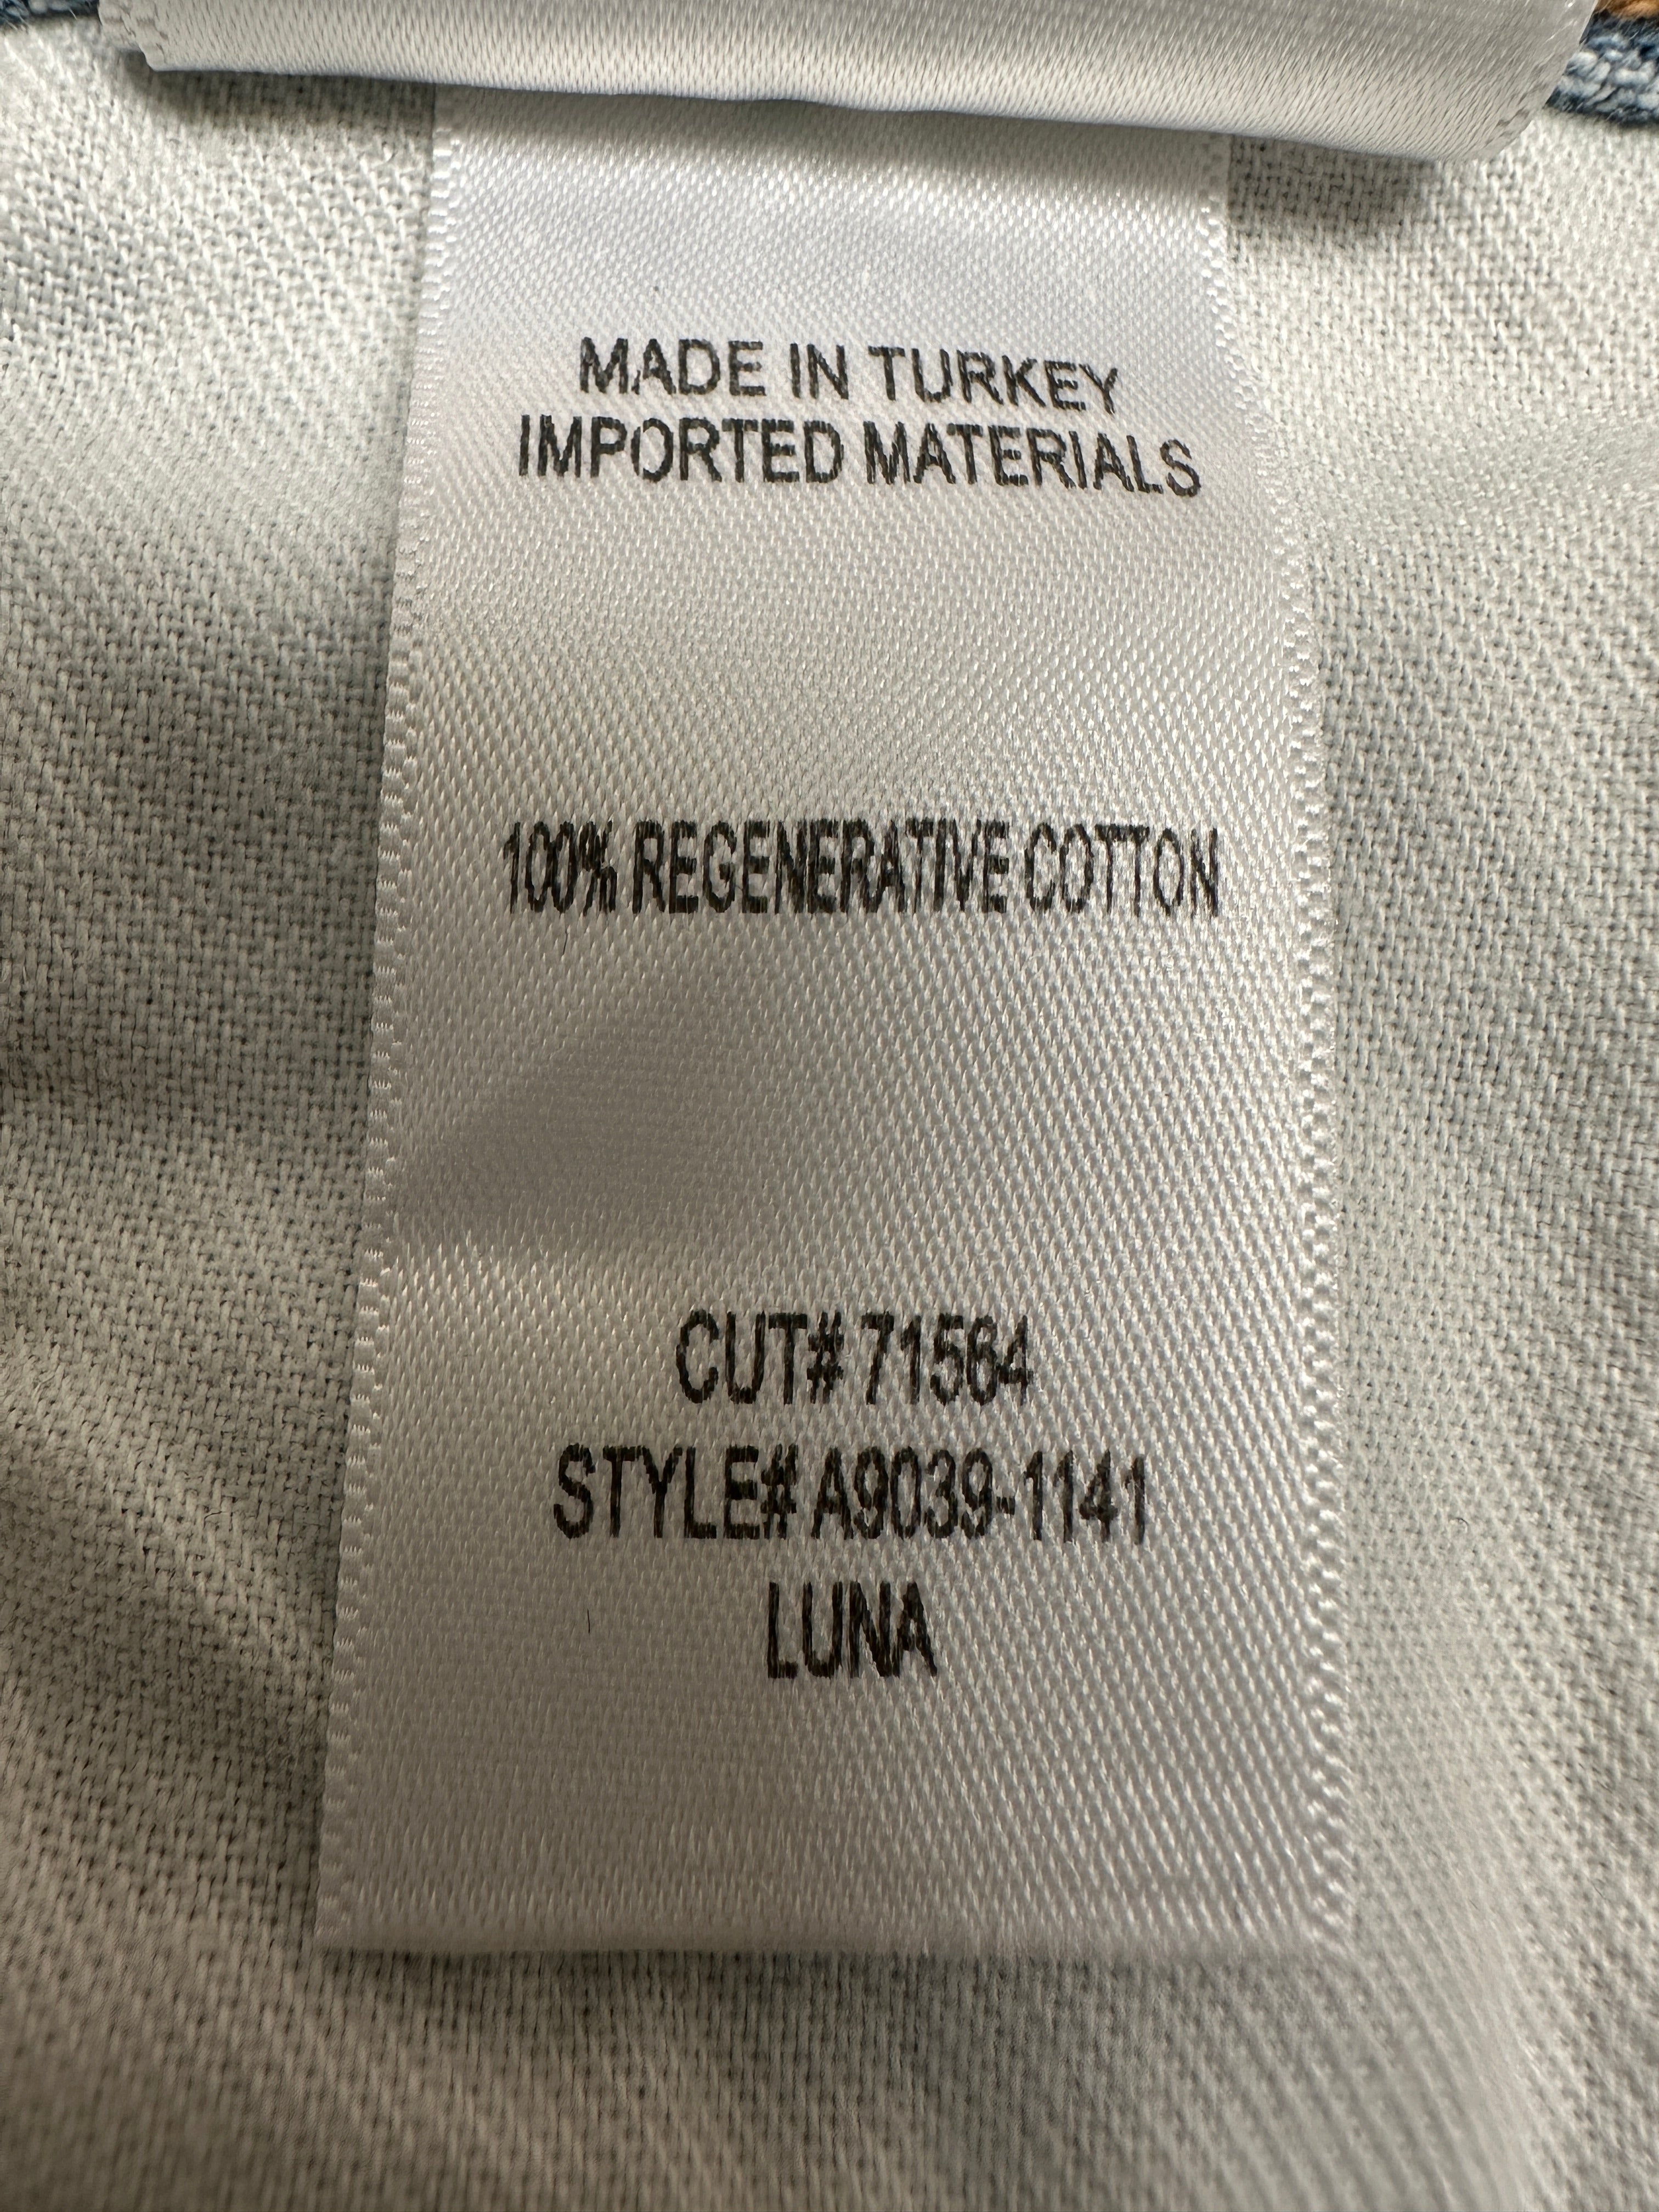 MADE IN TURKEY
IMPORTED MATERIALS
100% REGENERATIVE COTTON
CUT# 71564
STYLE# A9039-1141
LUNA